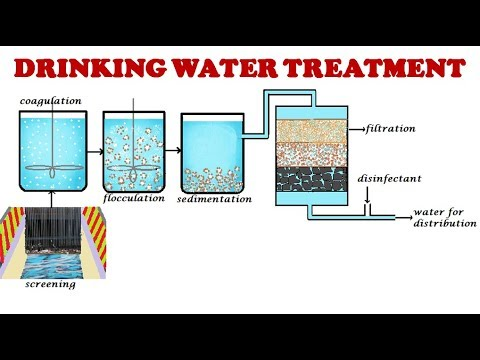 DRINKING WATER TREATMENT
coagulation
flocculation
sedimentation
filtration
disinfectant
water for
distribution
screening